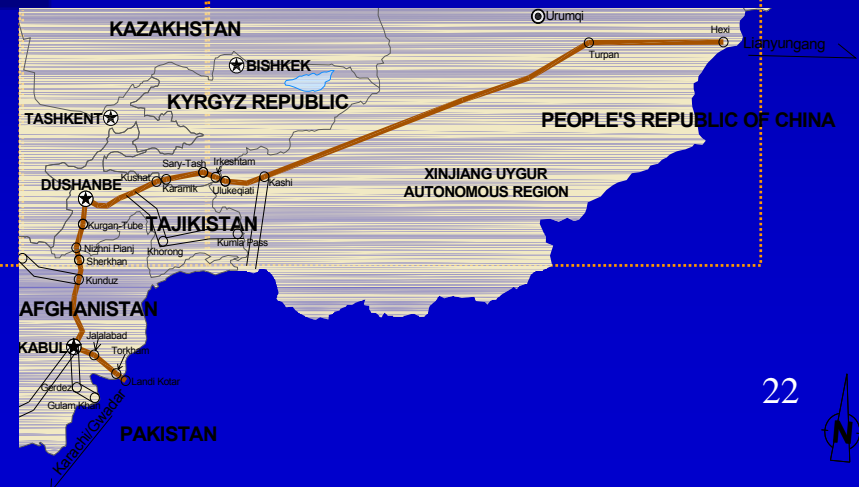 Urumqi
KAZAKHSTAN
Hexi
Lianyungang
Turpan
BISHKEK
KYRGYZ REPUBLIC
TASHKENT
PEOPLE'S REPUBLIC OF CHINA
Sary-Tash
Irkeshtam
XINJIANG UYGUR
AUTONOMOUS REGION
Kushat
Karamik
Ulukeqiati
Kashi
DUSHANBE
TAJIKISTAN
Kurgan-Tube
Khorong
Kumla Pass
Nizhni Pianj
Sherkhan
Kunduz
AFGHANISTAN
Jalalabad
KABUL
Torkham
Landi Kotar
Gerdez
Gulam Khan
Karachi/Gwadar
PAKISTAN
22
N